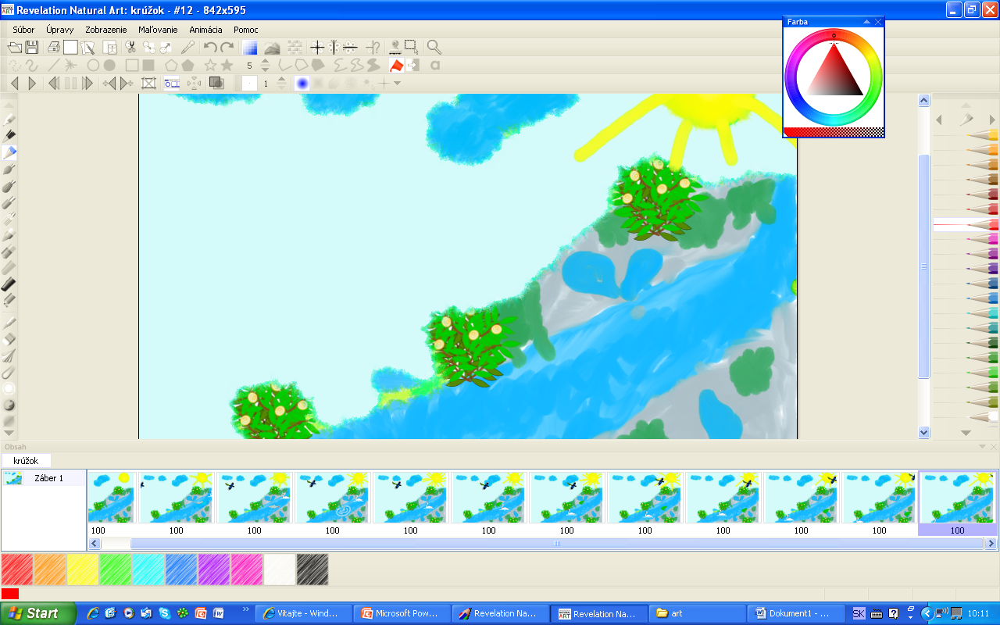 Revelation Natural Art: krúžok - #12 - 842x595
Súbor Úpravy Zobrazenie Maľovanie Animácia Pomoc
Farba
5
a
1
Obsah
krúžok
Záber 1
100 100 100 100 100 100 100 100 100 100 100 100
Start
Vitajte - Wind...
Microsoft Pow...
Revelation Na...
Revelation Na...
art
Dokument1 - ...
SK
10:11